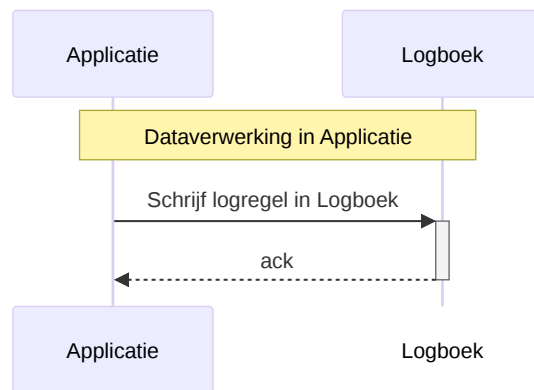 Applicatie
Logboek
Dataverwerking in Applicatie
Schrijf logregel in Logboek
ack
Applicatie
Logboek